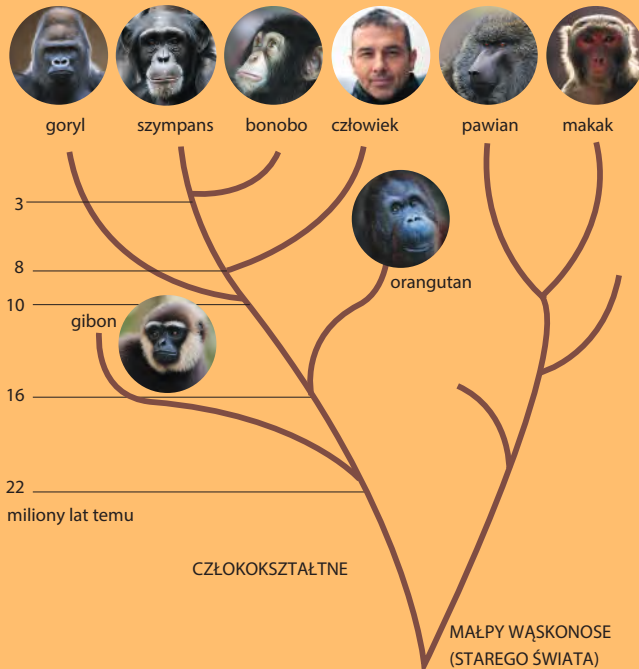 goryl
szympans
bonobo
człowiek
pawian
makak
3
8
orangutan
10
gibon
16
22
miliony lat temu
CZŁOKOKSZTAŁTNE
MAŁPY WĄSKONOSE
(STAREGO ŚWIATA)